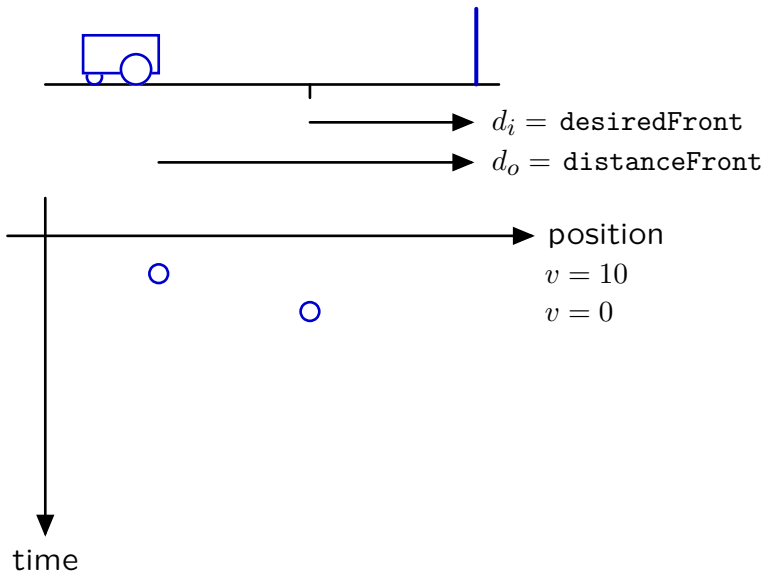 d_i = desiredFront
d_o = distanceFront
position
v = 10
v = 0
time